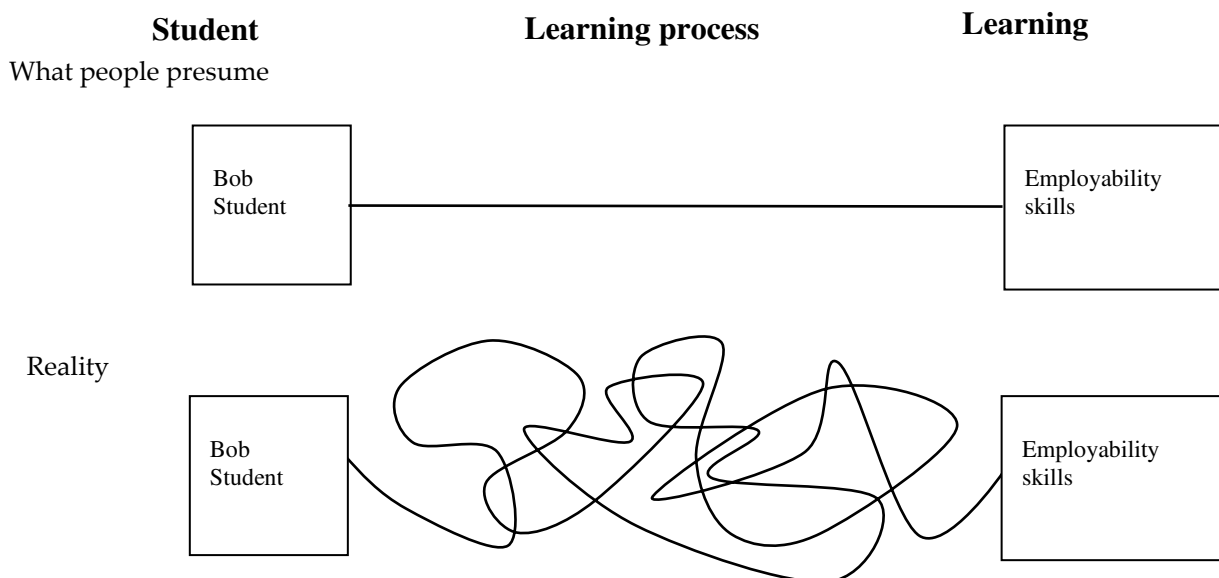 Student Learning process Learning
What people presume
Bob
Student
Employability
skills
Reality
Bob
Student
Employability
skills